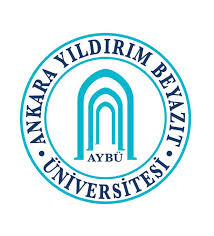 ANKARA YILDIRIM BEYAZIT
ÜNİVERSİTESİ
AYBÜ